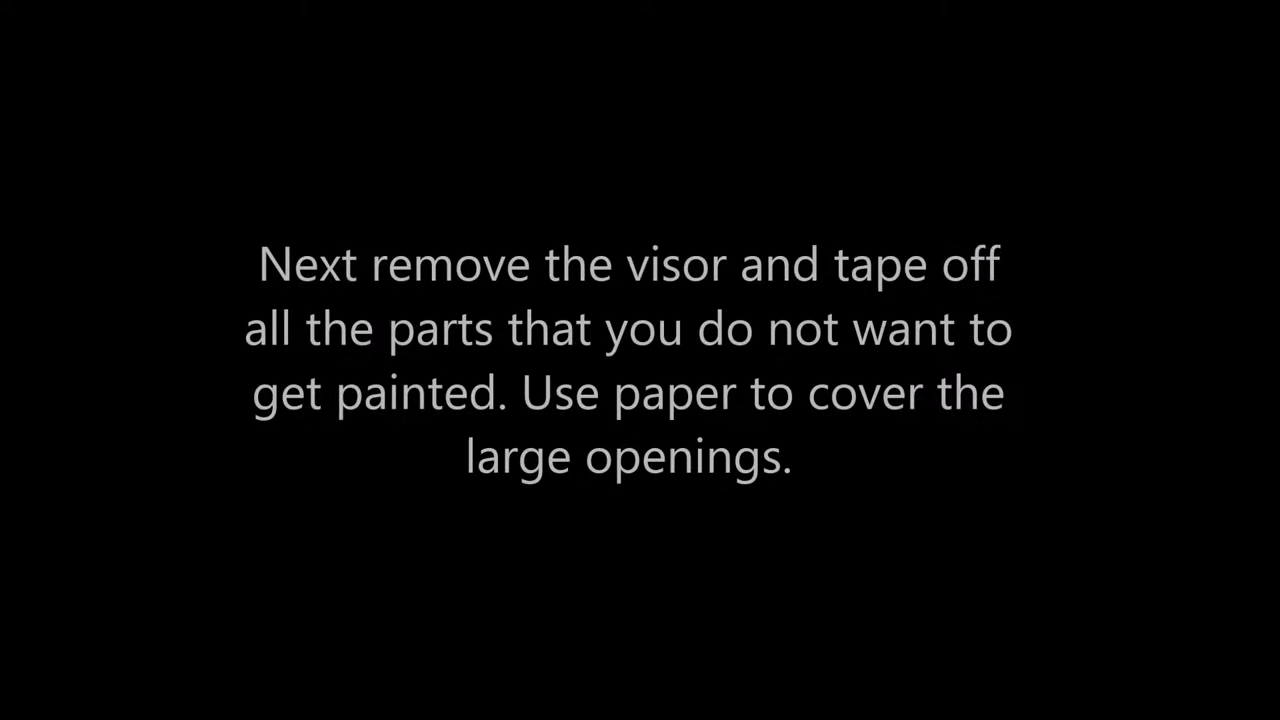 Next remove the visor and tape off
all the parts that you do not want to
get painted. Use paper to cover the
large openings.